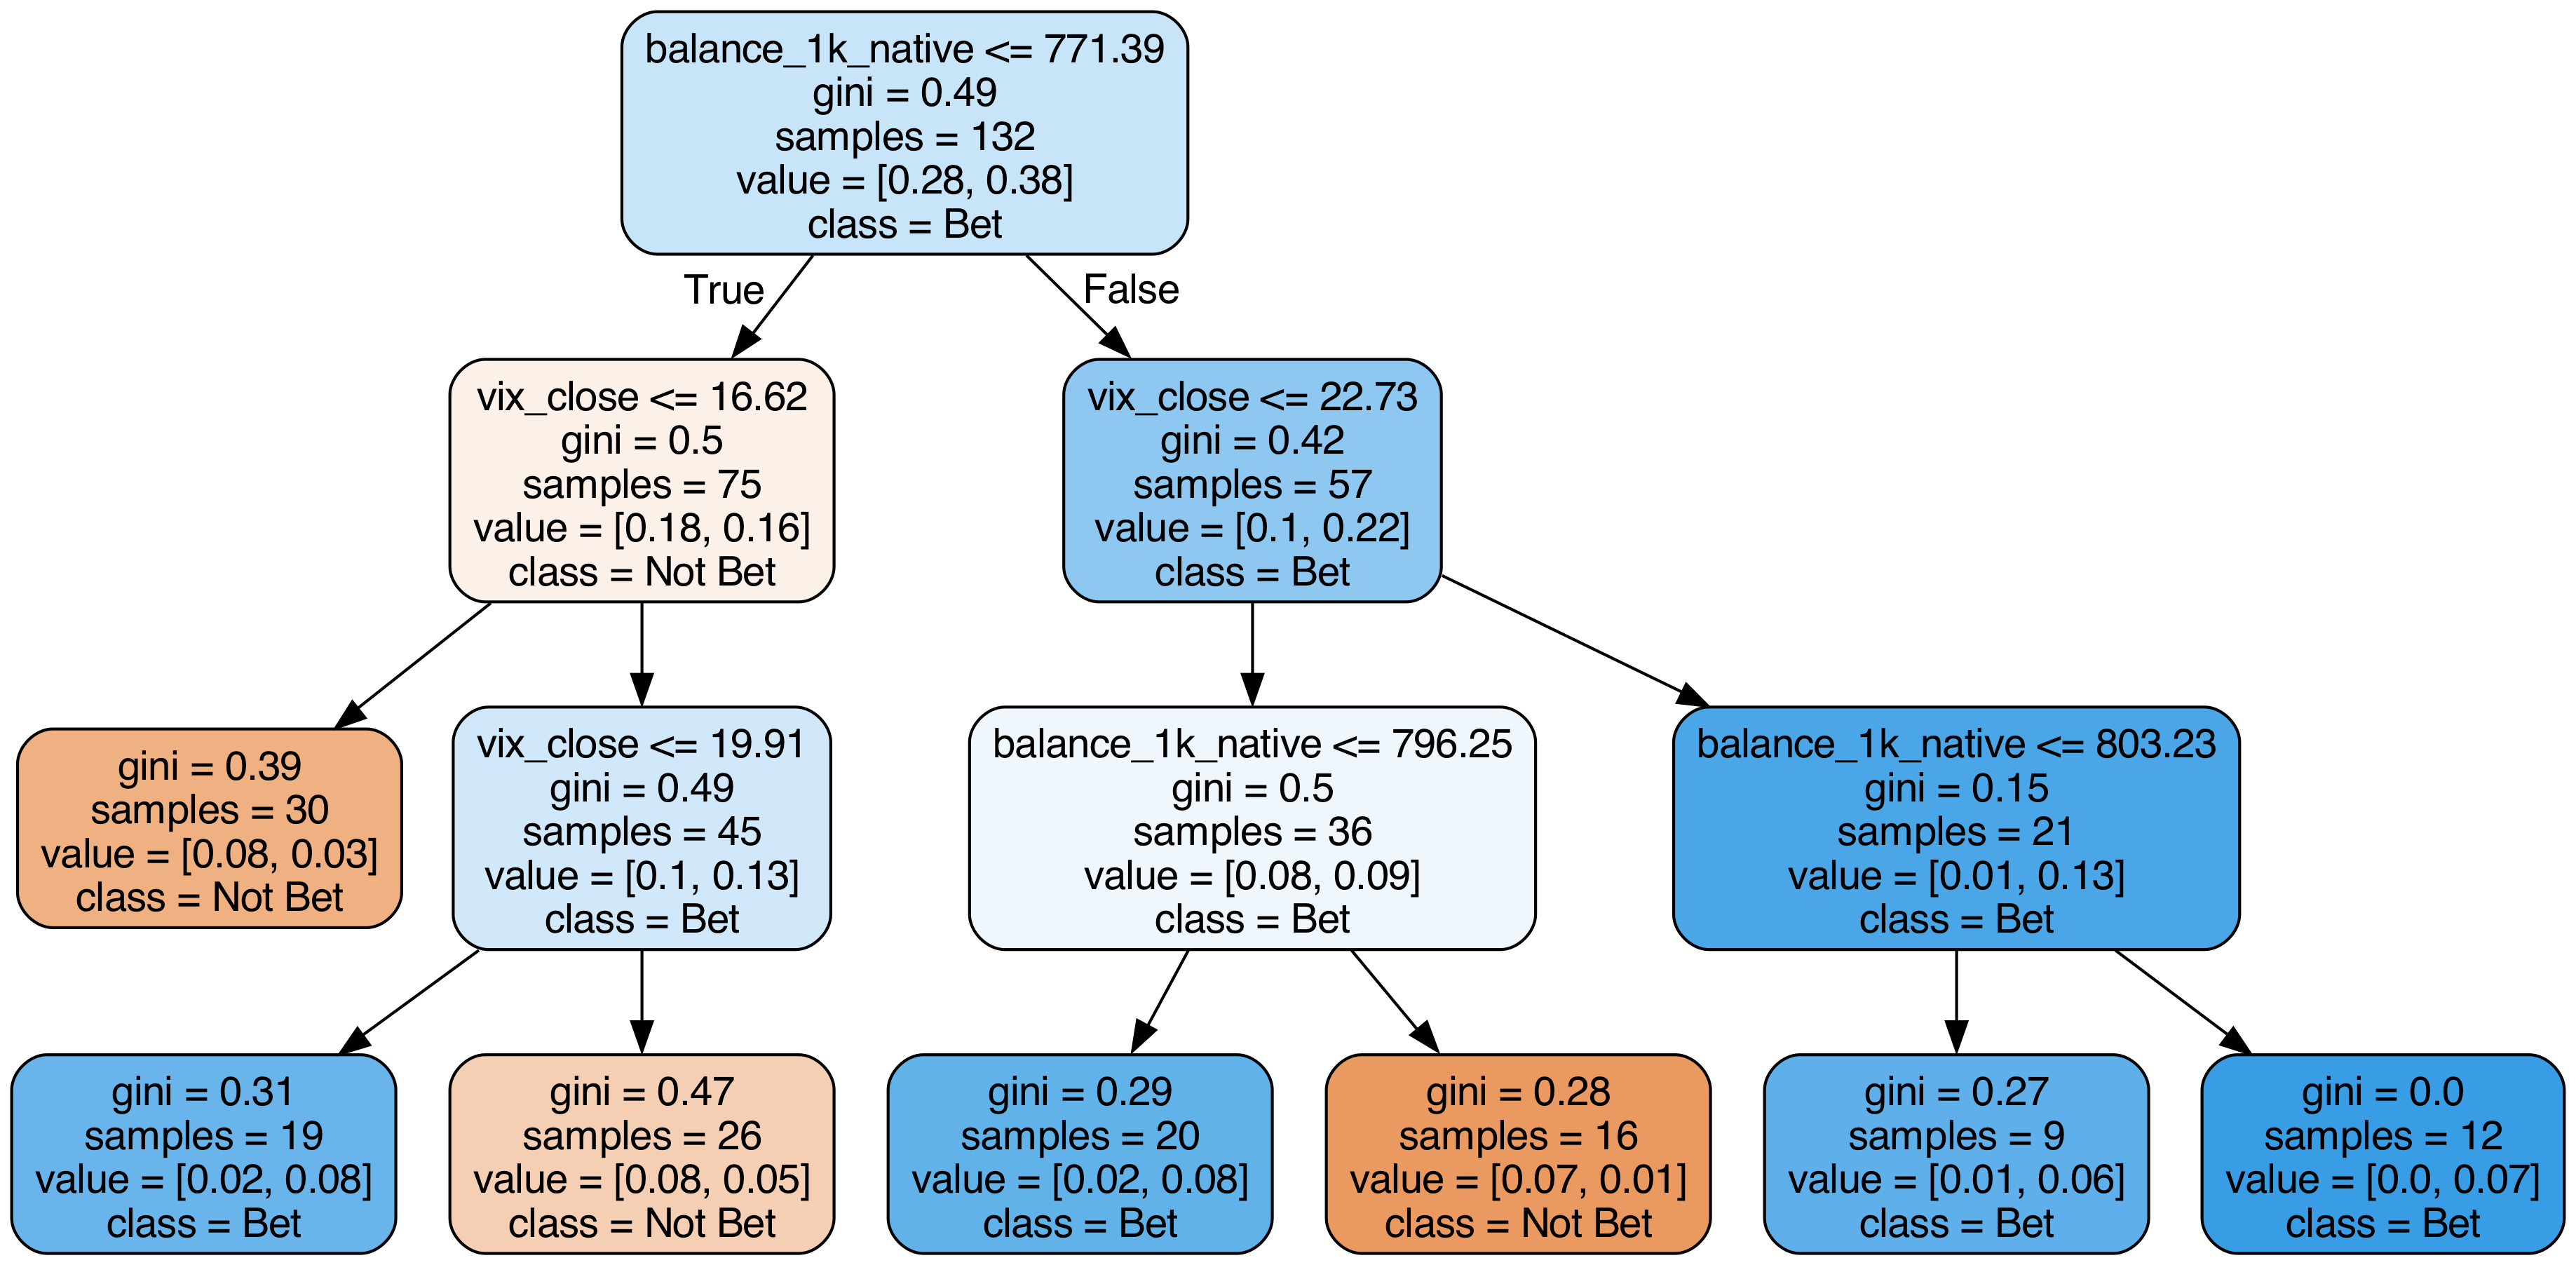 balance_1k_native <= 771.39
gini = 0.49
samples = 132
value = [0.28, 0.38]
class = Bet
True
False
vix_close <= 16.62
gini = 0.5
samples = 75
value = [0.18, 0.16]
class = Not Bet
vix_close <= 22.73
gini = 0.42
samples = 57
value = [0.1, 0.22]
class = Bet
gini = 0.39
samples = 30
value = [0.08, 0.03]
class = Not Bet
vix_close <= 19.91
gini = 0.49
samples = 45
value = [0.1, 0.13]
class = Bet
balance_1k_native <= 796.25
gini = 0.5
samples = 36
value = [0.08, 0.09]
class = Bet
balance_1k_native <= 803.23
gini = 0.15
samples = 21
value = [0.01, 0.13]
class = Bet
gini = 0.31
samples = 19
value = [0.02, 0.08]
class = Bet
gini = 0.47
samples = 26
value = [0.08, 0.05]
class = Not Bet
gini = 0.29
samples = 20
value = [0.02, 0.08]
class = Bet
gini = 0.28
samples = 16
value = [0.07, 0.01]
class = Not Bet
gini = 0.27
samples = 9
value = [0.01, 0.06]
class = Bet
gini = 0.0
samples = 12
value = [0.0, 0.07]
class = Bet